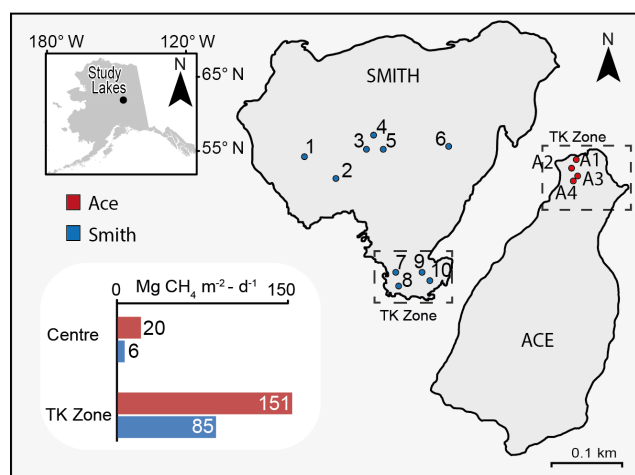 180° W
120° W
N
65° N
Study
Lakes
55° N
Ace
Smith
SMITH
1
2
3
4
5
6
7
8
9
10
TK Zone
N
TK Zone
A1
A2
A3
A4
ACE
0.1 km
0 Mg CH₄ m⁻² - d⁻¹ 150
Centre
20
6
TK Zone
151
85